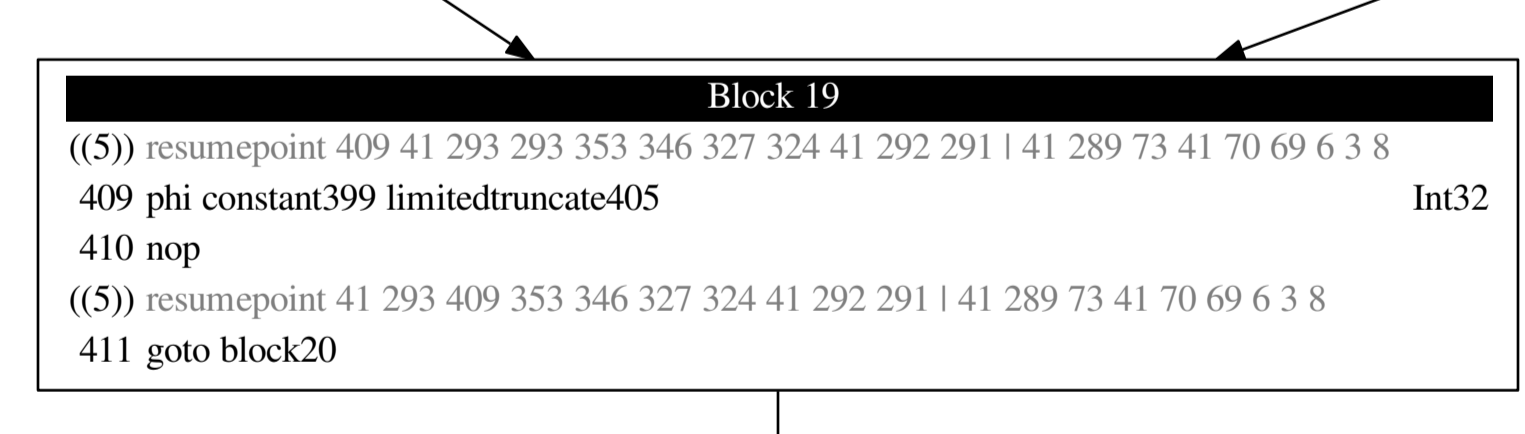 Block 19
((5)) resumepoint 409 41 293 293 353 346 327 324 41 292 291 | 41 289 73 41 70 69 6 3 8
409 phi constant399 limitedtruncate405 Int32
410 nop
((5)) resumepoint 41 293 409 353 346 327 324 41 292 291 | 41 289 73 41 70 69 6 3 8
411 goto block20